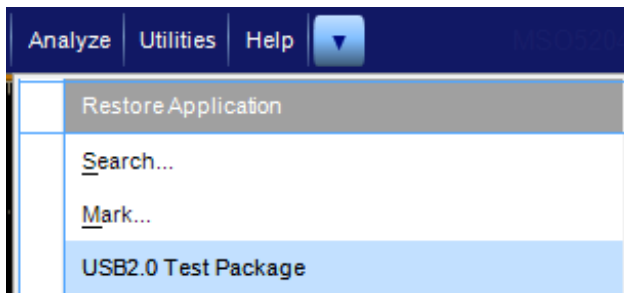 Analyze Utilities Help
Restore Application
Search...
Mark...
USB2.0 Test Package